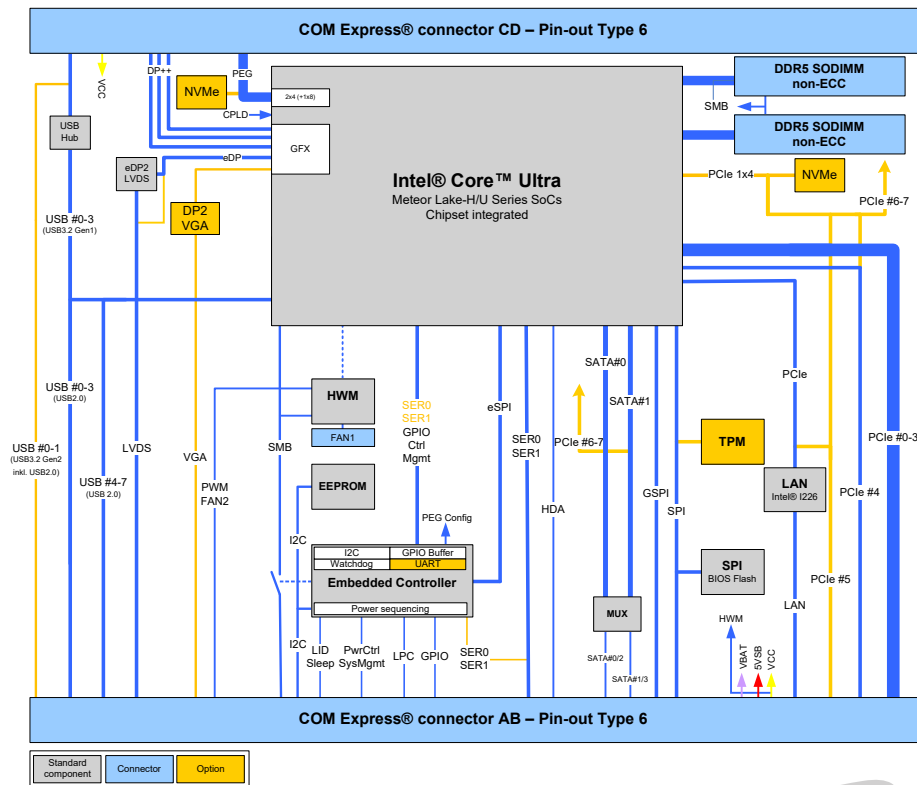 COM Express® connector CD – Pin-out Type 6
VCC
DP++
PEG
NVMe
2x4 (+1x8)
CPLD
GFX
eDP
USB
Hub
eDP2
LVDS
DP2
VGA
Intel® Core™ Ultra
Meteor Lake-H/U Series SoCs
Chipset integrated
DDR5 SODIMM
non-ECC
SMB
DDR5 SODIMM
non-ECC
PCIe 1x4
NVMe
PCIe #6-7
USB #0-3
(USB3.2 Gen1)
USB #0-3
(USB2.0)
USB #0-1
(USB3.2 Gen2
inkl. USB2.0)
USB #4-7
(USB 2.0)
LVDS
VGA
PWM
FAN2
HWM
FAN1
SMB
EEPROM
I2C
SER0
SER1
GPIO
Ctrl
Mgmt
PEG Config
eSPI
SER0
SER1
HDA
SATA#0
SATA#1
PCIe #6-7
GSPI
SPI
TPM
PCIe
LAN
Intel® I226
PCIe #4
PCIe #0-3
PCIe #5
SPI
BIOS Flash
LAN
I2C
GPIO Buffer
Watchdog
UART
Embedded Controller
Power sequencing
I2C
LID
Sleep
PwrCtrl
SysMgmt
LPC
GPIO
SER0
SER1
MUX
SATA#0/2
SATA#1/3
HWM
VBAT
5VSB
VCC
COM Express® connector AB – Pin-out Type 6
Standard
component
Connector
Option